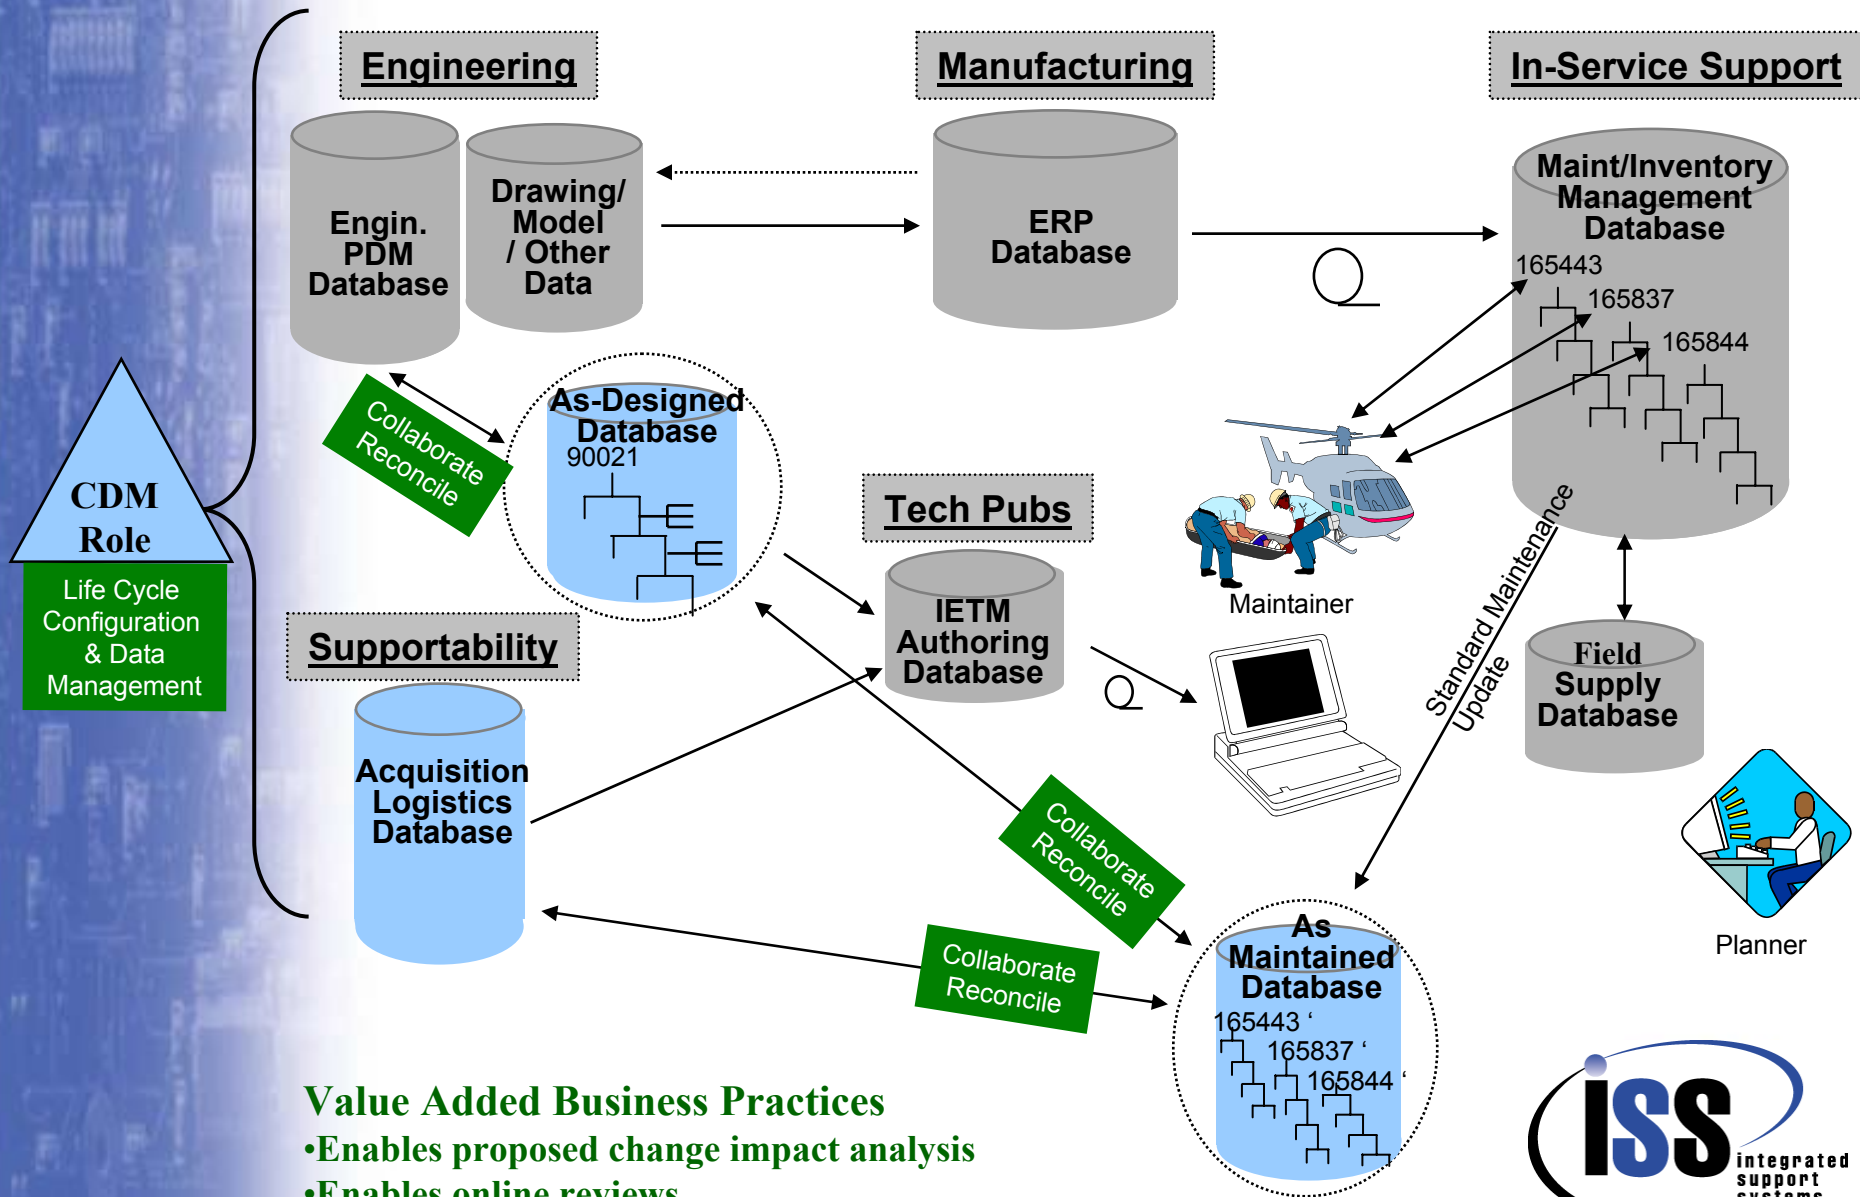 Engineering
Manufacturing
In-Service Support
Engin.
PDM
Database
Drawing/
Model
/ Other
Data
ERP
Database
Maint/Inventory
Management
Database
165443
165837
165844
Collaborate
Reconcile
As-Designed
Database
90021
CDM
Role
Life Cycle
Configuration
& Data
Management
Tech Pubs
IETM
Authoring
Database
Maintainer
Standard Maintenance
Update
Field
Supply
Database
Supportability
Acquisition
Logistics
Database
Collaborate
Reconcile
Collaborate
Reconcile
As
Maintained
Database
165443 ‘
165837 ‘
165844 ‘
Planner
Value Added Business Practices
•Enables proposed change impact analysis
•Enables online reviews
ISS
integrated
support
systems